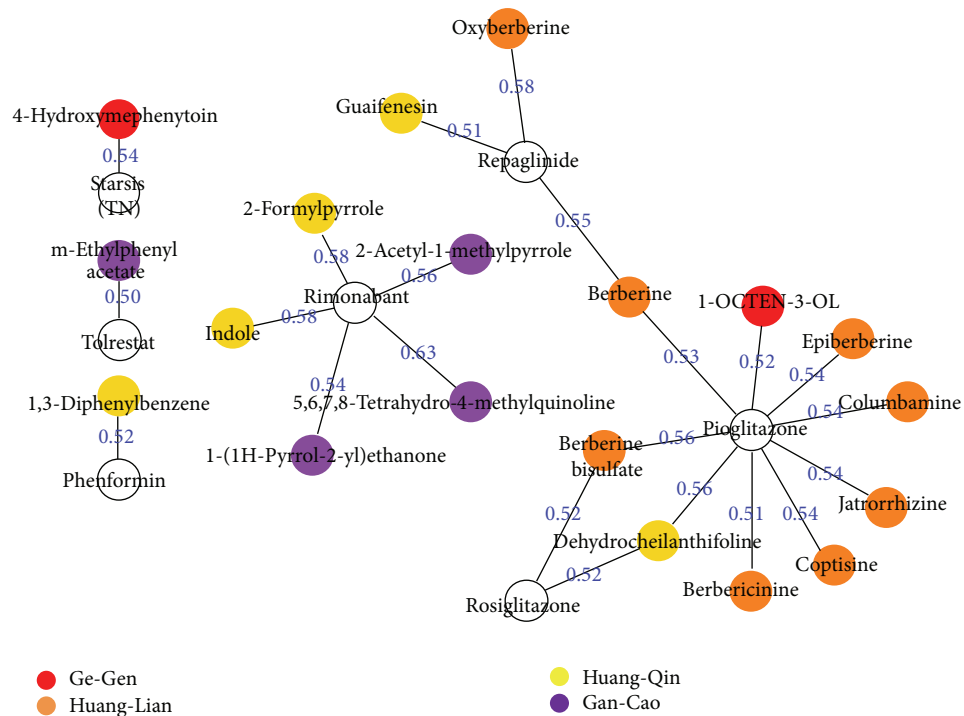 Oxyberberine
0.58
Guaifenesin
0.51
Repaglinide
4-Hydroxymephenytoin
0.54
Starsis
(TN)
0.55
2-Formylpyrrole
m-Ethylphenyl
acetate
0.50
Tolrestat
0.58
2-Acetyl-1-methylpyrrole
0.56
Rimonabant
0.58
Indole
0.63
0.54
5,6,7,8-Tetrahydro-4-methylquinoline
1-(1H-Pyrrol-2-yl)ethanone
1,3-Diphenylbenzene
0.52
Phenformin
Berberine
0.53
1-OCTEN-3-OL
0.52
Epiberberine
0.54
Columbamine
0.54
Pioglitazone
0.56
Berberine
bisulfate
0.56
0.54
Jatrorrhizine
0.52
0.51
0.54
Dehydrocheilanthifoline
0.52
Coptisine
Berbericinine
Rosiglitazone
Ge-Gen
Huang-Lian
Huang-Qin
Gan-Cao